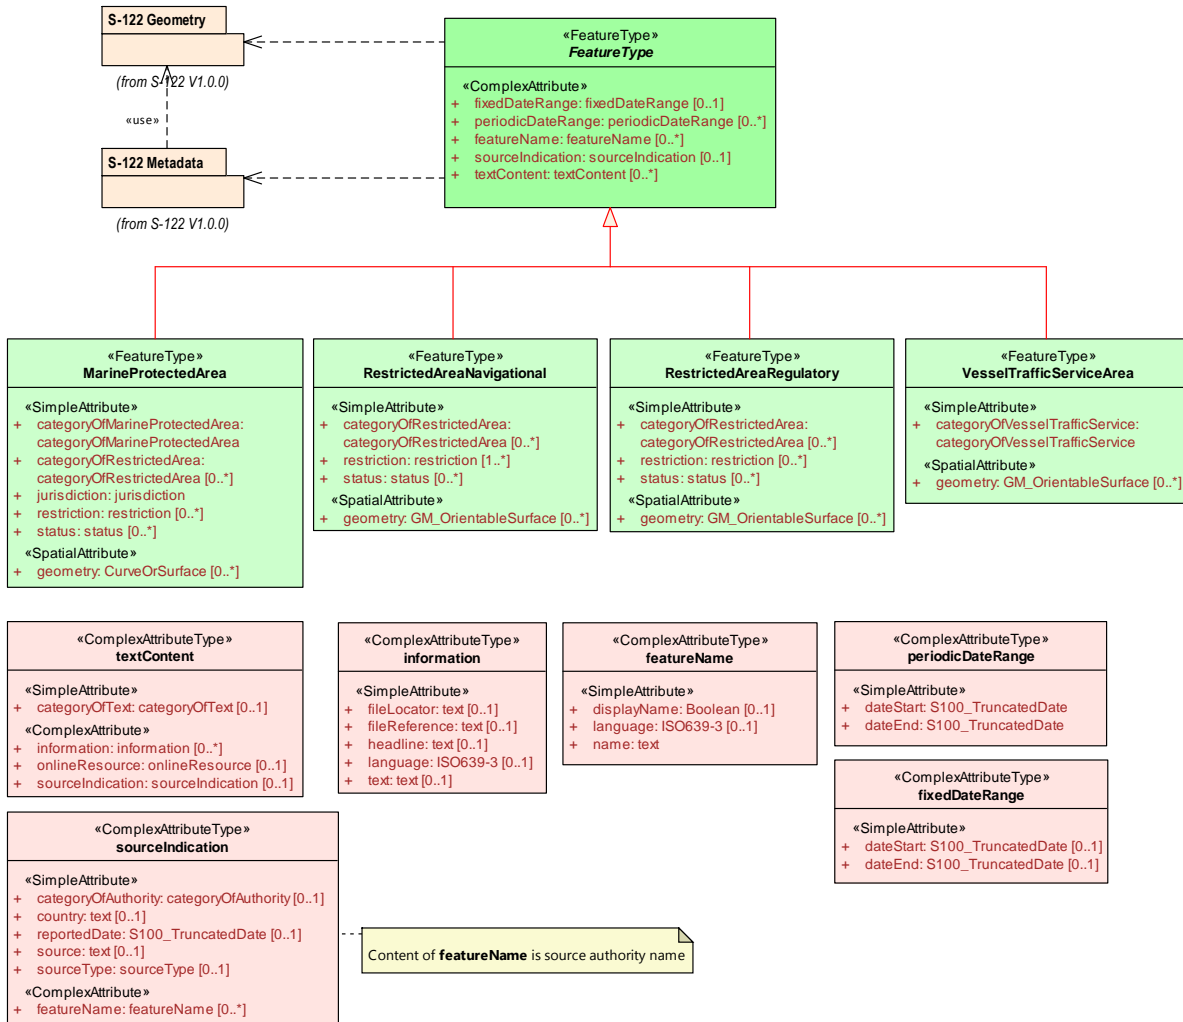 S-122 Geometry
(from S-122 V1.0.0)
«use»
S-122 Metadata
(from S-122 V1.0.0)
«FeatureType»
FeatureType
«ComplexAttribute»
+ fixedDateRange: fixedDateRange [0..1]
+ periodicDateRange: periodicDateRange [0..*]
+ featureName: featureName [0..*]
+ sourceIndication: sourceIndication [0..1]
+ textContent: textContent [0..*]
«FeatureType»
MarineProtectedArea
«SimpleAttribute»
+ categoryOfMarineProtectedArea:
categoryOfMarineProtectedArea
+ categoryOfRestrictedArea:
categoryOfRestrictedArea [0..*]
+ jurisdiction: jurisdiction
+ restriction: restriction [0..*]
+ status: status [0..*]
«SpatialAttribute»
+ geometry: CurveOrSurface [0..*]
«FeatureType»
RestrictedAreaNavigational
«SimpleAttribute»
+ categoryOfRestrictedArea:
categoryOfRestrictedArea [0..*]
+ restriction: restriction [1..*]
+ status: status [0..*]
«SpatialAttribute»
+ geometry: GM_OrientableSurface [0..*]
«FeatureType»
RestrictedAreaRegulatory
«SimpleAttribute»
+ categoryOfRestrictedArea:
categoryOfRestrictedArea [0..*]
+ restriction: restriction [0..*]
+ status: status [0..*]
«SpatialAttribute»
+ geometry: GM_OrientableSurface [0..*]
«FeatureType»
VesselTrafficServiceArea
«SimpleAttribute»
+ categoryOfVesselTrafficService:
categoryOfVesselTrafficService
«SpatialAttribute»
+ geometry: GM_OrientableSurface [0..*]
«ComplexAttributeType»
textContent
«SimpleAttribute»
+ categoryOfText: categoryOfText [0..1]
«ComplexAttribute»
+ information: information [0..*]
+ onlineResource: onlineResource [0..1]
+ sourceIndication: sourceIndication [0..1]
«ComplexAttributeType»
information
«SimpleAttribute»
+ fileLocator: text [0..1]
+ fileReference: text [0..1]
+ headline: text [0..1]
+ language: ISO639-3 [0..1]
+ text: text [0..1]
«ComplexAttributeType»
featureName
«SimpleAttribute»
+ displayName: Boolean [0..1]
+ language: ISO639-3 [0..1]
+ name: text
«ComplexAttributeType»
periodicDateRange
«SimpleAttribute»
+ dateStart: S100_TruncatedDate
+ dateEnd: S100_TruncatedDate
«ComplexAttributeType»
fixedDateRange
«SimpleAttribute»
+ dateStart: S100_TruncatedDate [0..1]
+ dateEnd: S100_TruncatedDate [0..1]
«ComplexAttributeType»
sourceIndication
«SimpleAttribute»
+ categoryOfAuthority: categoryOfAuthority [0..1]
+ country: text [0..1]
+ reportedDate: S100_TruncatedDate [0..1]
+ source: text [0..1]
+ sourceType: sourceType [0..1]
«ComplexAttribute»
+ featureName: featureName [0..*]
Content of featureName is source authority name